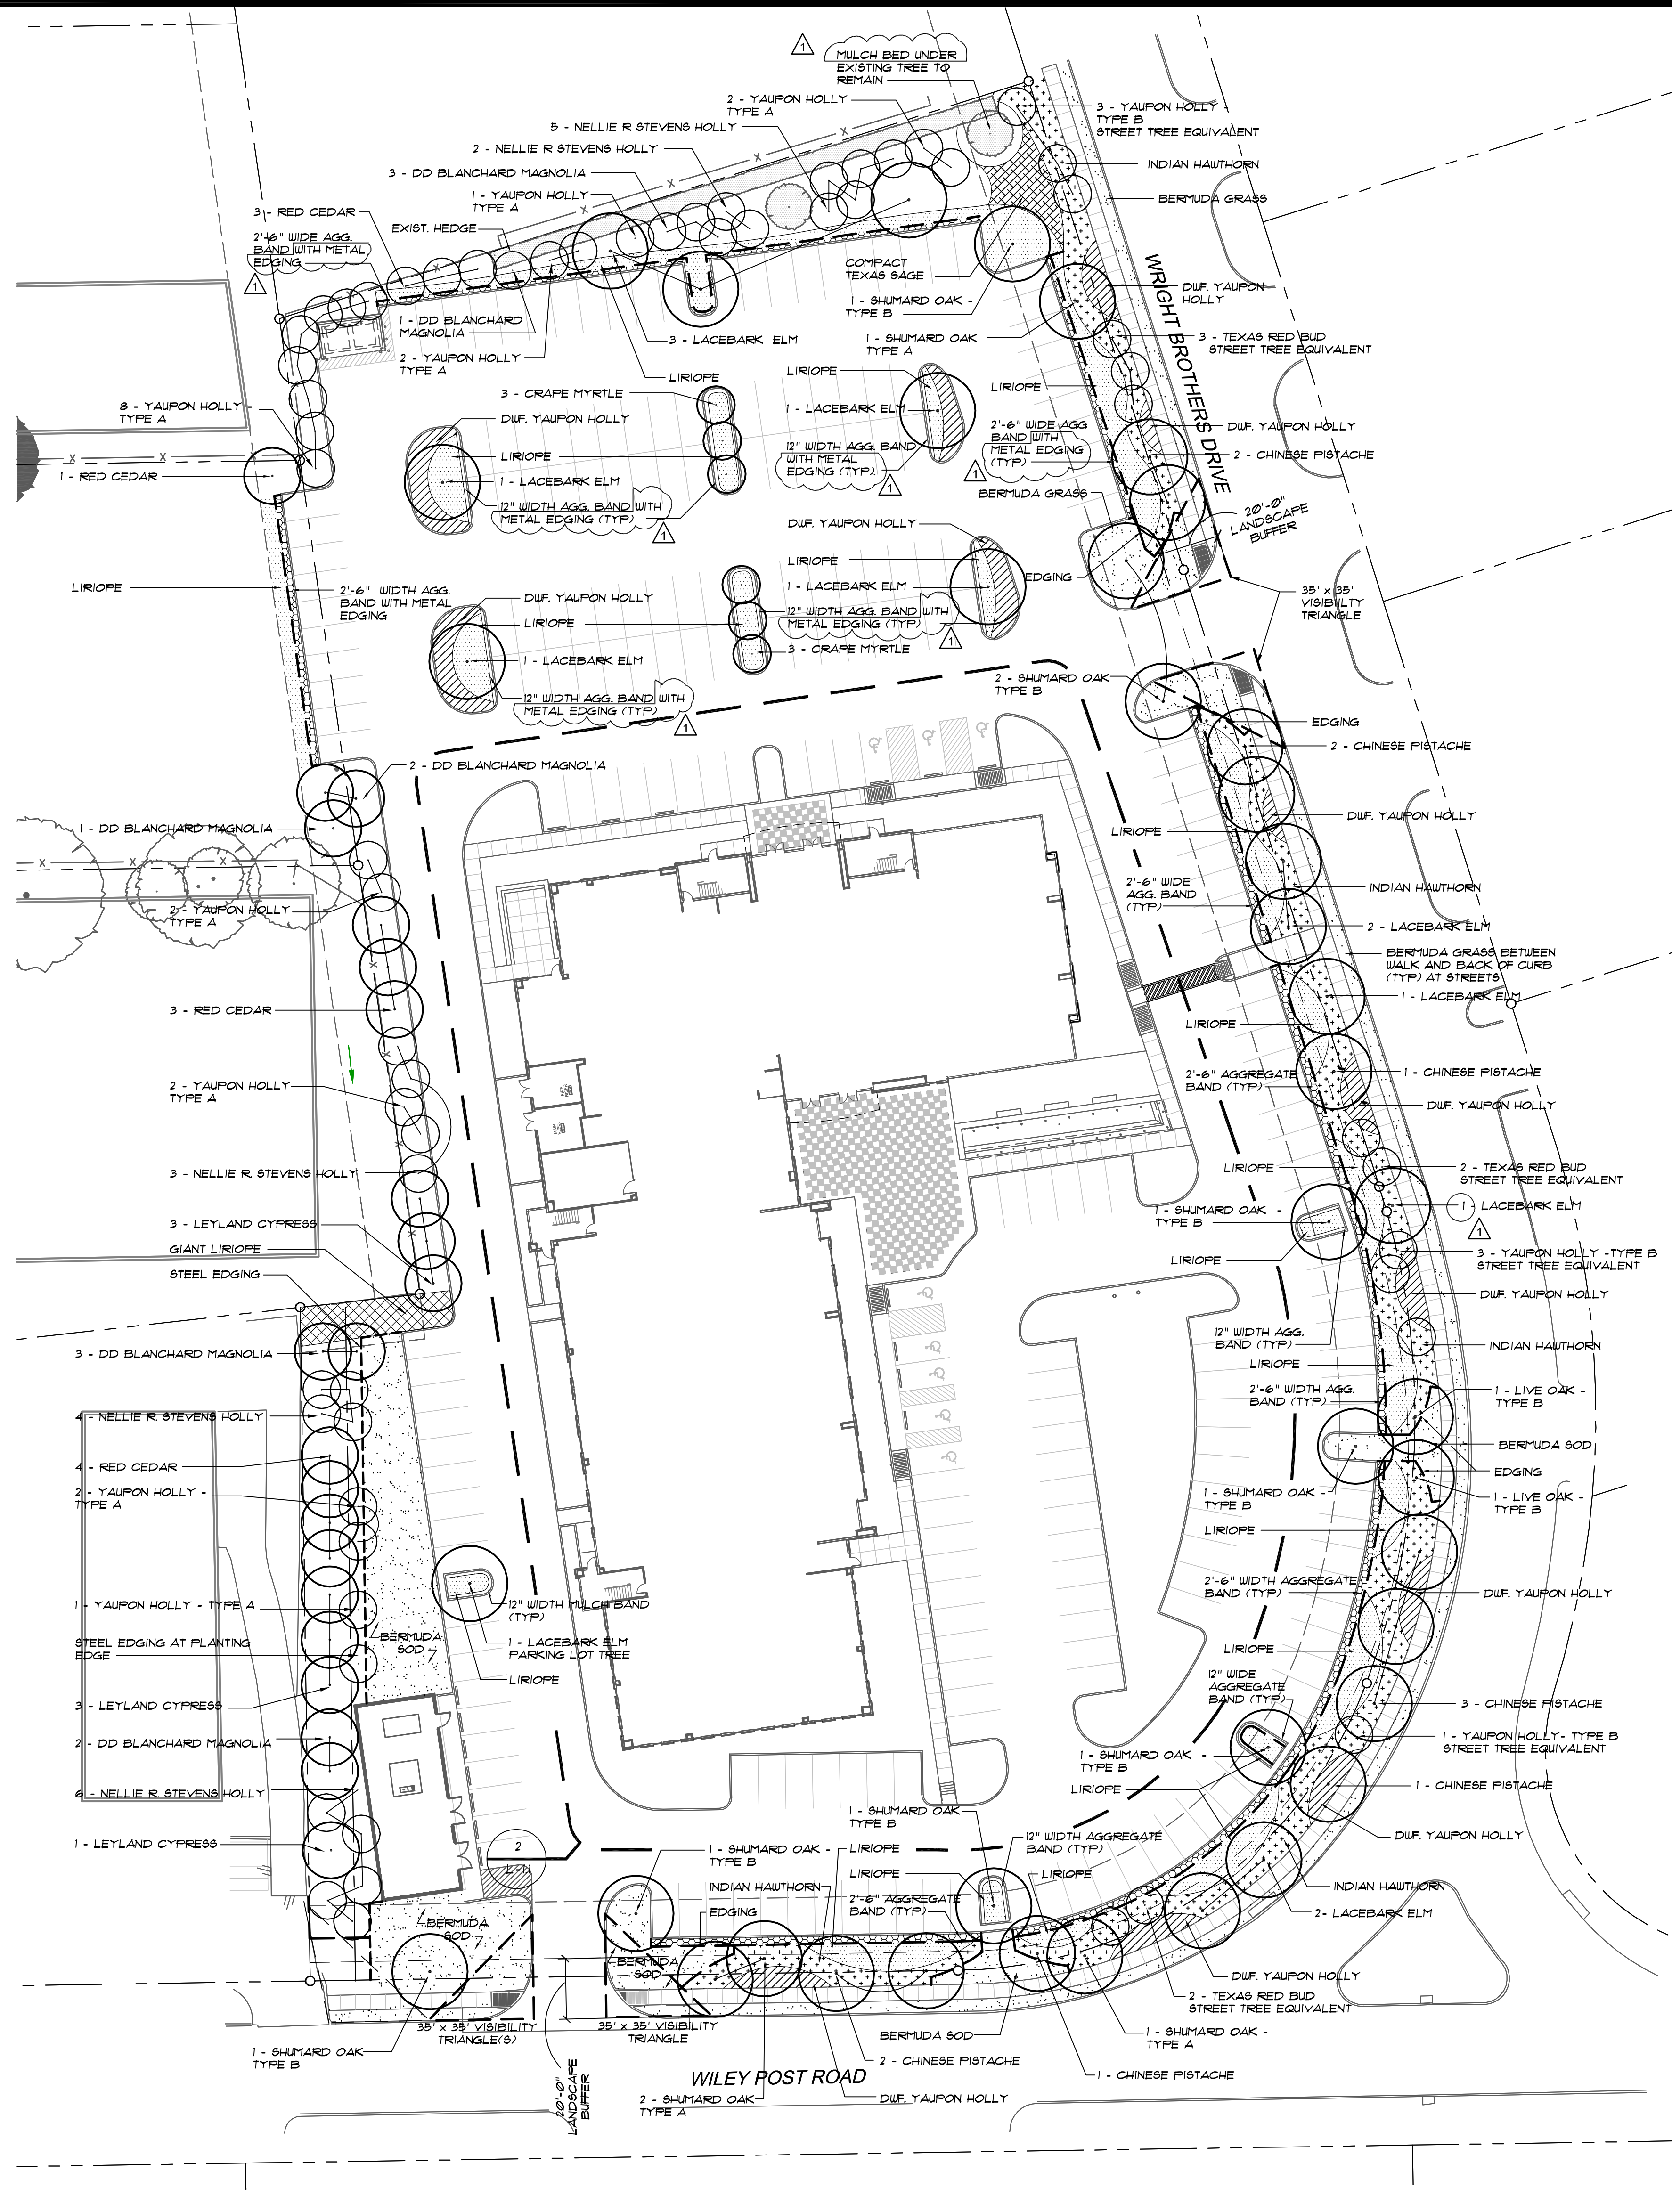 1
MULCH BED UNDER
EXISTING TREE TO
REMAIN
2 - YAUPON HOLLY
TYPE A
3 - YAUPON HOLLY -
TYPE B
STREET TREE EQUIVALENT
5 - NELLIE R STEVENS HOLLY
2 - NELLIE R STEVENS HOLLY
INDIAN HAWTHORN
3 - DD BLANCHARD MAGNOLIA
1 - YAUPON HOLLY
TYPE A
BERMUDA GRASS
3 - RED CEDAR
EXIST. HEDGE
2'-6" WIDE AGG.
BAND WITH METAL
EDGING
1
COMPACT
TEXAS SAGE
WRIGHT BROTHERS DRIVE
DWF. YAUPON
HOLLY
1 - SHUMARD OAK -
TYPE B
1 - DD BLANCHARD
MAGNOLIA
3 - LACEBARK ELM
1 - SHUMARD OAK
TYPE A
3 - TEXAS RED BUD
STREET TREE EQUIVALENT
2 - YAUPON HOLLY
TYPE A
LIRIOPE
LIRIOPE
LIRIOPE
3 - CRAPE MYRTLE
8 - YAUPON HOLLY -
TYPE A
DWF. YAUPON HOLLY
1 - LACEBARK ELM
2'-6" WIDE AGG
BAND WITH
METAL EDGING
(TYP)
1
DWF. YAUPON HOLLY
LIRIOPE
12" WIDTH AGG. BAND
WITH METAL
EDGING (TYP)
1
2 - CHINESE PISTACHE
1 - RED CEDAR
1 - LACEBARK ELM
BERMUDA GRASS
12" WIDTH AGG. BAND WITH
METAL EDGING (TYP)
1
20'-0"
LANDSCAPE
BUFFER
DWF. YAUPON HOLLY
LIRIOPE
EDGING
LIRIOPE
2'-6" WIDTH AGG.
BAND WITH METAL
EDGING
1 - LACEBARK ELM
35' x 35'
VISIBILTY
TRIANGLE
DWF. YAUPON HOLLY
12" WIDTH AGG. BAND WITH
METAL EDGING (TYP)
1
LIRIOPE
3 - CRAPE MYRTLE
1 - LACEBARK ELM
2 - SHUMARD OAK
TYPE B
12" WIDTH AGG. BAND WITH
METAL EDGING (TYP)
1
EDGING
2 - CHINESE PISTACHE
2 - DD BLANCHARD MAGNOLIA
1 - DD BLANCHARD MAGNOLIA
DWF. YAUPON HOLLY
LIRIOPE
2'-6" WIDE
AGG. BAND
(TYP)
INDIAN HAWTHORN
2 - YAUPON HOLLY
TYPE A
2 - LACEBARK ELM
BERMUDA GRASS BETWEEN
WALK AND BACK OF CURB
(TYP) AT STREETS
1 - LACEBARK ELM
3 - RED CEDAR
LIRIOPE
2'-6" AGGREGATE
BAND (TYP)
1 - CHINESE PISTACHE
2 - YAUPON HOLLY
TYPE A
DWF. YAUPON HOLLY
LIRIOPE
2 - TEXAS RED BUD
STREET TREE EQUIVALENT
3 - NELLIE R. STEVENS HOLLY
1 - SHUMARD OAK -
TYPE B
1 - LACEBARK ELM
1
3 - LEYLAND CYPRESS
GIANT LIRIOPE
LIRIOPE
3 - YAUPON HOLLY -TYPE B
STREET TREE EQUIVALENT
STEEL EDGING
DWF. YAUPON HOLLY
12" WIDTH AGG.
BAND (TYP)
3 - DD BLANCHARD MAGNOLIA
LIRIOPE
INDIAN HAWTHORN
2'-6" WIDTH AGG.
BAND (TYP)
1 - LIVE OAK -
TYPE B
4 - NELLIE R. STEVENS HOLLY
BERMUDA SOD
4 - RED CEDAR
EDGING
2 - YAUPON HOLLY -
TYPE A
1 - SHUMARD OAK -
TYPE B
1 - LIVE OAK -
TYPE B
LIRIOPE
2'-6" WIDTH AGGREGATE
BAND (TYP)
DWF. YAUPON HOLLY
1 - YAUPON HOLLY - TYPE A
12" WIDTH MULCH BAND
(TYP)
BERMUDA
SOD
STEEL EDGING AT PLANTING
EDGE
1 - LACEBARK ELM
PARKING LOT TREE
LIRIOPE
LIRIOPE
12" WIDE
AGGREGATE
BAND (TYP)
3 - LEYLAND CYPRESS
3 - CHINESE PISTACHE
2 - DD BLANCHARD MAGNOLIA
1 - YAUPON HOLLY- TYPE B
STREET TREE EQUIVALENT
1 - SHUMARD OAK -
TYPE B
6 - NELLIE R. STEVENS HOLLY
LIRIOPE
1 - CHINESE PISTACHE
1 - SHUMARD OAK
TYPE B
1 - LEYLAND CYPRESS
2
L-1.1
1 - SHUMARD OAK -
TYPE B
LIRIOPE
12" WIDTH AGGREGATE
BAND (TYP)
DWF. YAUPON HOLLY
LIRIOPE
LIRIOPE
INDIAN HAWTHORN
2'-6" AGGREGATE
BAND (TYP)
INDIAN HAWTHORN
EDGING
2- LACEBARK ELM
BERMUDA
SOD
BERMUDA
SOD
DWF. YAUPON HOLLY
2 - TEXAS RED BUD
STREET TREE EQUIVALENT
35' x 35' VISIBILITY
TRIANGLE(S)
35' x 35' VISIBILITY
TRIANGLE
BERMUDA SOD
1 - SHUMARD OAK -
TYPE A
1 - SHUMARD OAK
TYPE B
2 - CHINESE PISTACHE
1 - CHINESE PISTACHE
WILEY POST ROAD
20'-0"
LANDSCAPE
BUFFER
2 - SHUMARD OAK
TYPE A
DWF. YAUPON HOLLY